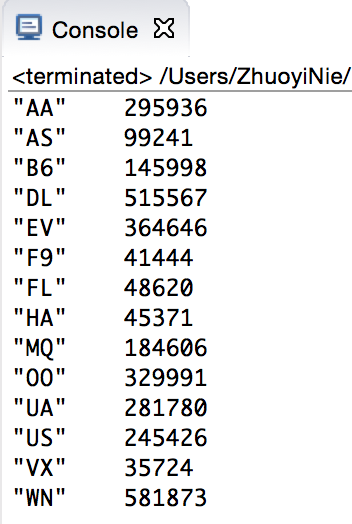 Console
<terminated> /Users/ZhuoyiNie/
"AA" 295936
"AS" 99241
"B6" 145998
"DL" 515567
"EV" 364646
"F9" 41444
"FL" 48620
"HA" 45371
"MQ" 184606
"OO" 329991
"UA" 281780
"US" 245426
"VX" 35724
"WN" 581873